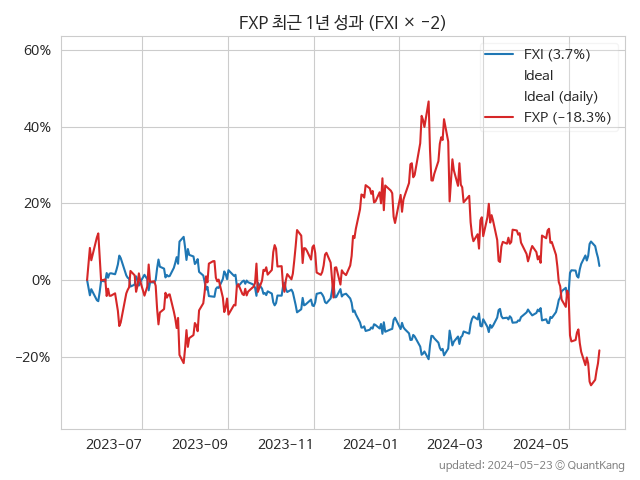 FXP 최근 1년 성과 (FXI × −2)
60%
40%
20%
0%
−20%
FXI (3.7%)
Ideal
Ideal (daily)
FXP (−18.3%)
2023−07
2023−09
2023−11
2024−01
2024−03
2024−05
updated: 2024-05-23 © QuantKang